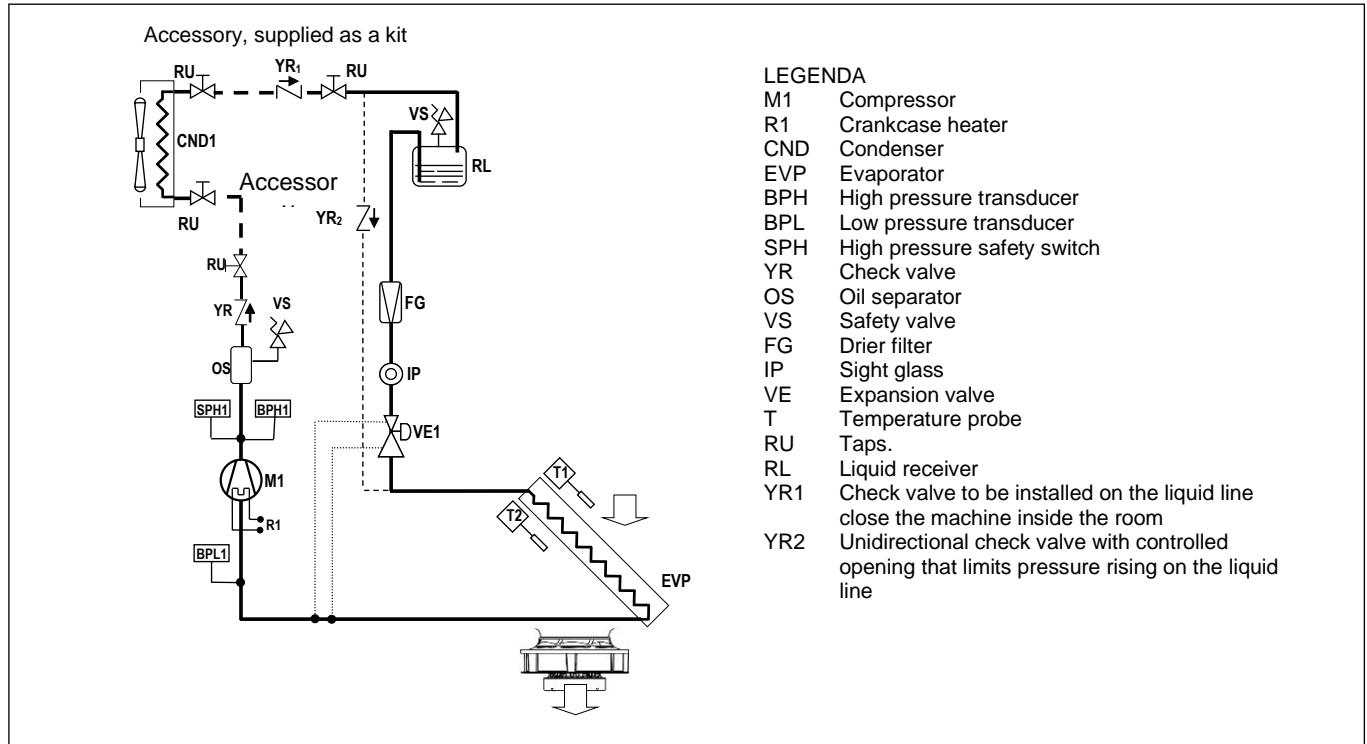 Accessory, supplied as a kit
RU
YR1
RU
VS
CND1
RL
Accessor
RU
YR2
RU
VS
YR
FG
OS
IP
SPH1
BPH1
VE1
M1
T1
T2
R1
BPL1
EVP
LEGENDA
M1 Compressor
R1 Crankcase heater
CND Condenser
EVP Evaporator
BPH High pressure transducer
BPL Low pressure transducer
SPH High pressure safety switch
YR Check valve
OS Oil separator
VS Safety valve
FG Drier filter
IP Sight glass
VE Expansion valve
T Temperature probe
RU Taps.
RL Liquid receiver
YR1 Check valve to be installed on the liquid line
close the machine inside the room
YR2 Unidirectional check valve with controlled
opening that limits pressure rising on the liquid
line